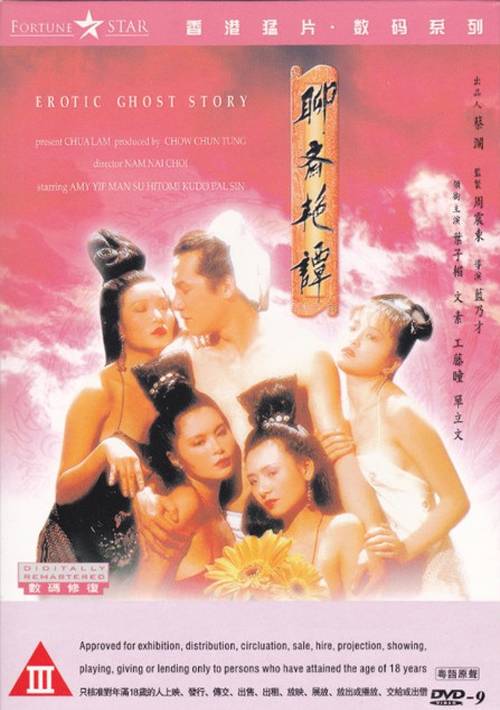 FORTUNE STAR
香港猛片·数码系列
EROTIC GHOST STORY
present CHUA LAM produced by CHOW CHUN TUNG
director NAM NAI CHOI
starring AMY YIP MAN SU HITOMI KUDO PAL SIN
聊斎艷譚
出品人 蔡瀾
監製 周震東 導演 藍乃才
領銜主演 葉子楣 文素 工藤瞳 單立文
DIGITALLY
REMASTERED
數碼修復
III
Approved for exhibition, distribution, circluation, sale, hire, projection, showing,
playing, giving or lending only to persons who have attained the age of 18 years
只核准對年滿18歲的人上映、發行、傳交、出售、出租、放映、展放、放出或播放、交給或出借
粤語原聲
DVD-9
VIDEO